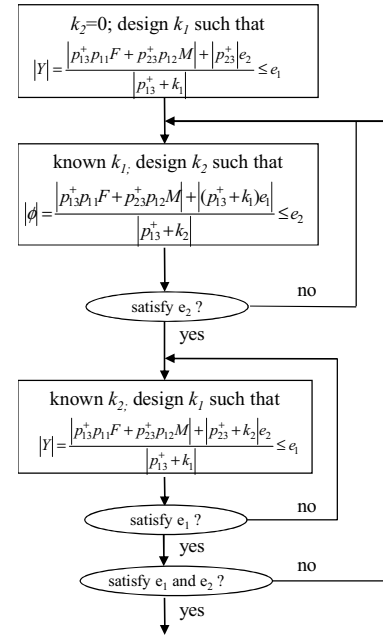 k₂=0; design k₁ such that
|Y| = (|p₁₃⁺p₁₁F + p₂₃⁺p₁₂M| + |p₂₃⁺|e₂) / |p₁₃⁺ + k₁| ≤ e₁
known k₁; design k₂ such that
|ϕ| = (|p₁₃⁺p₁₁F + p₂₃⁺p₁₂M| + |(p₁₃⁺ + k₁)e₁|) / |p₁₃⁺ + k₂| ≤ e₂
satisfy e₂ ?
no
yes
known k₂; design k₁ such that
|Y| = (|p₁₃⁺p₁₁F + p₂₃⁺p₁₂M| + |p₂₃⁺ + k₂|e₂) / |p₁₃⁺ + k₁| ≤ e₁
no
satisfy e₁ ?
yes
no
satisfy e₁ and e₂ ?
yes